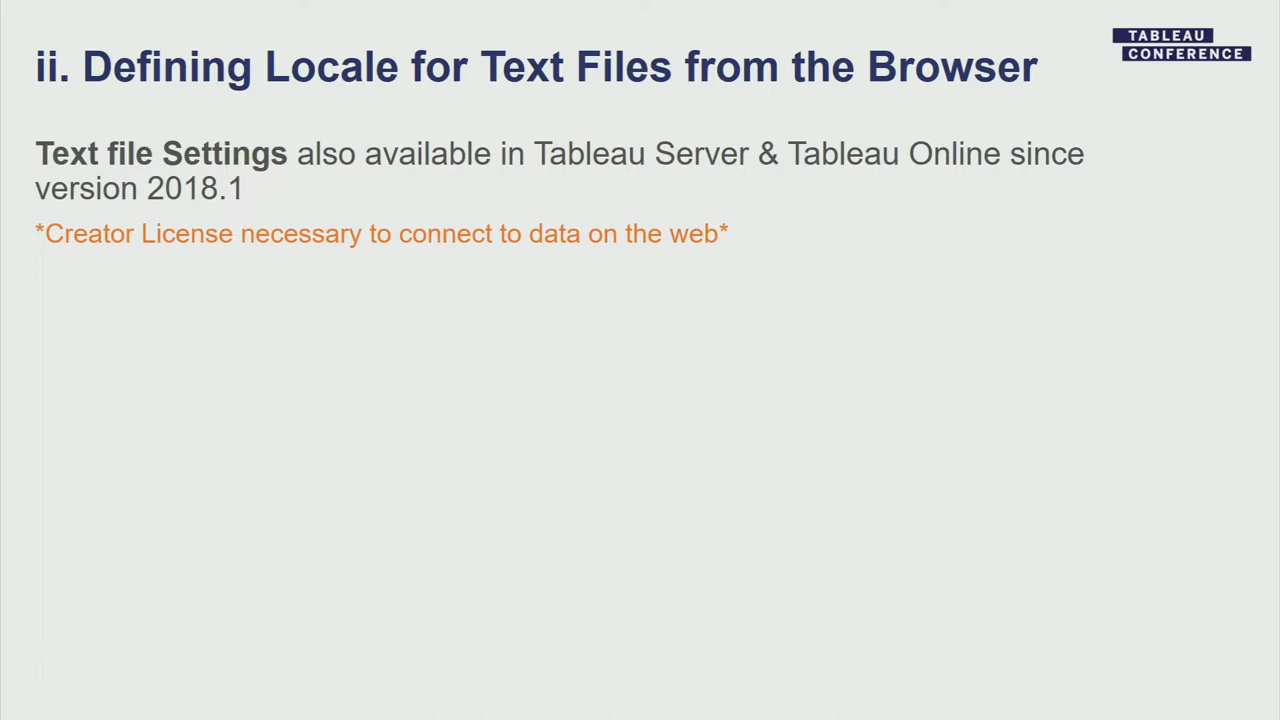 TABLEAU
CONFERENCE
ii. Defining Locale for Text Files from the Browser
Text file Settings also available in Tableau Server & Tableau Online since
version 2018.1
*Creator License necessary to connect to data on the web*